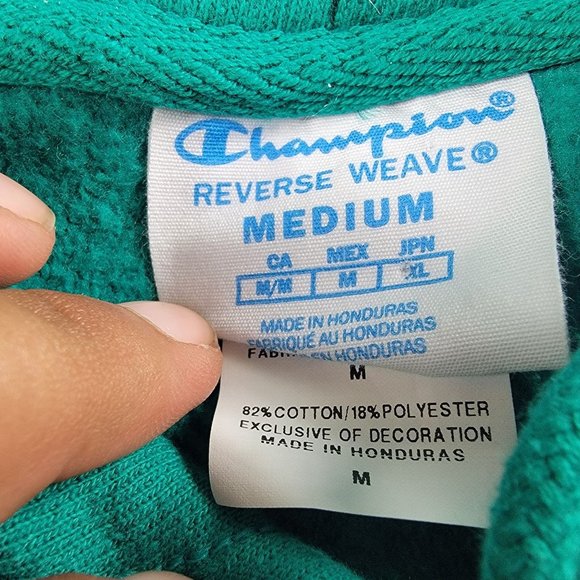 Champion®
REVERSE WEAVE®
MEDIUM
CA MEX JPN
M/M M XL
MADE IN HONDURAS
FABRIQUÉ AU HONDURAS
EN HONDURAS
M
82% COTTON/18% POLYESTER
EXCLUSIVE OF DECORATION
MADE IN HONDURAS
M